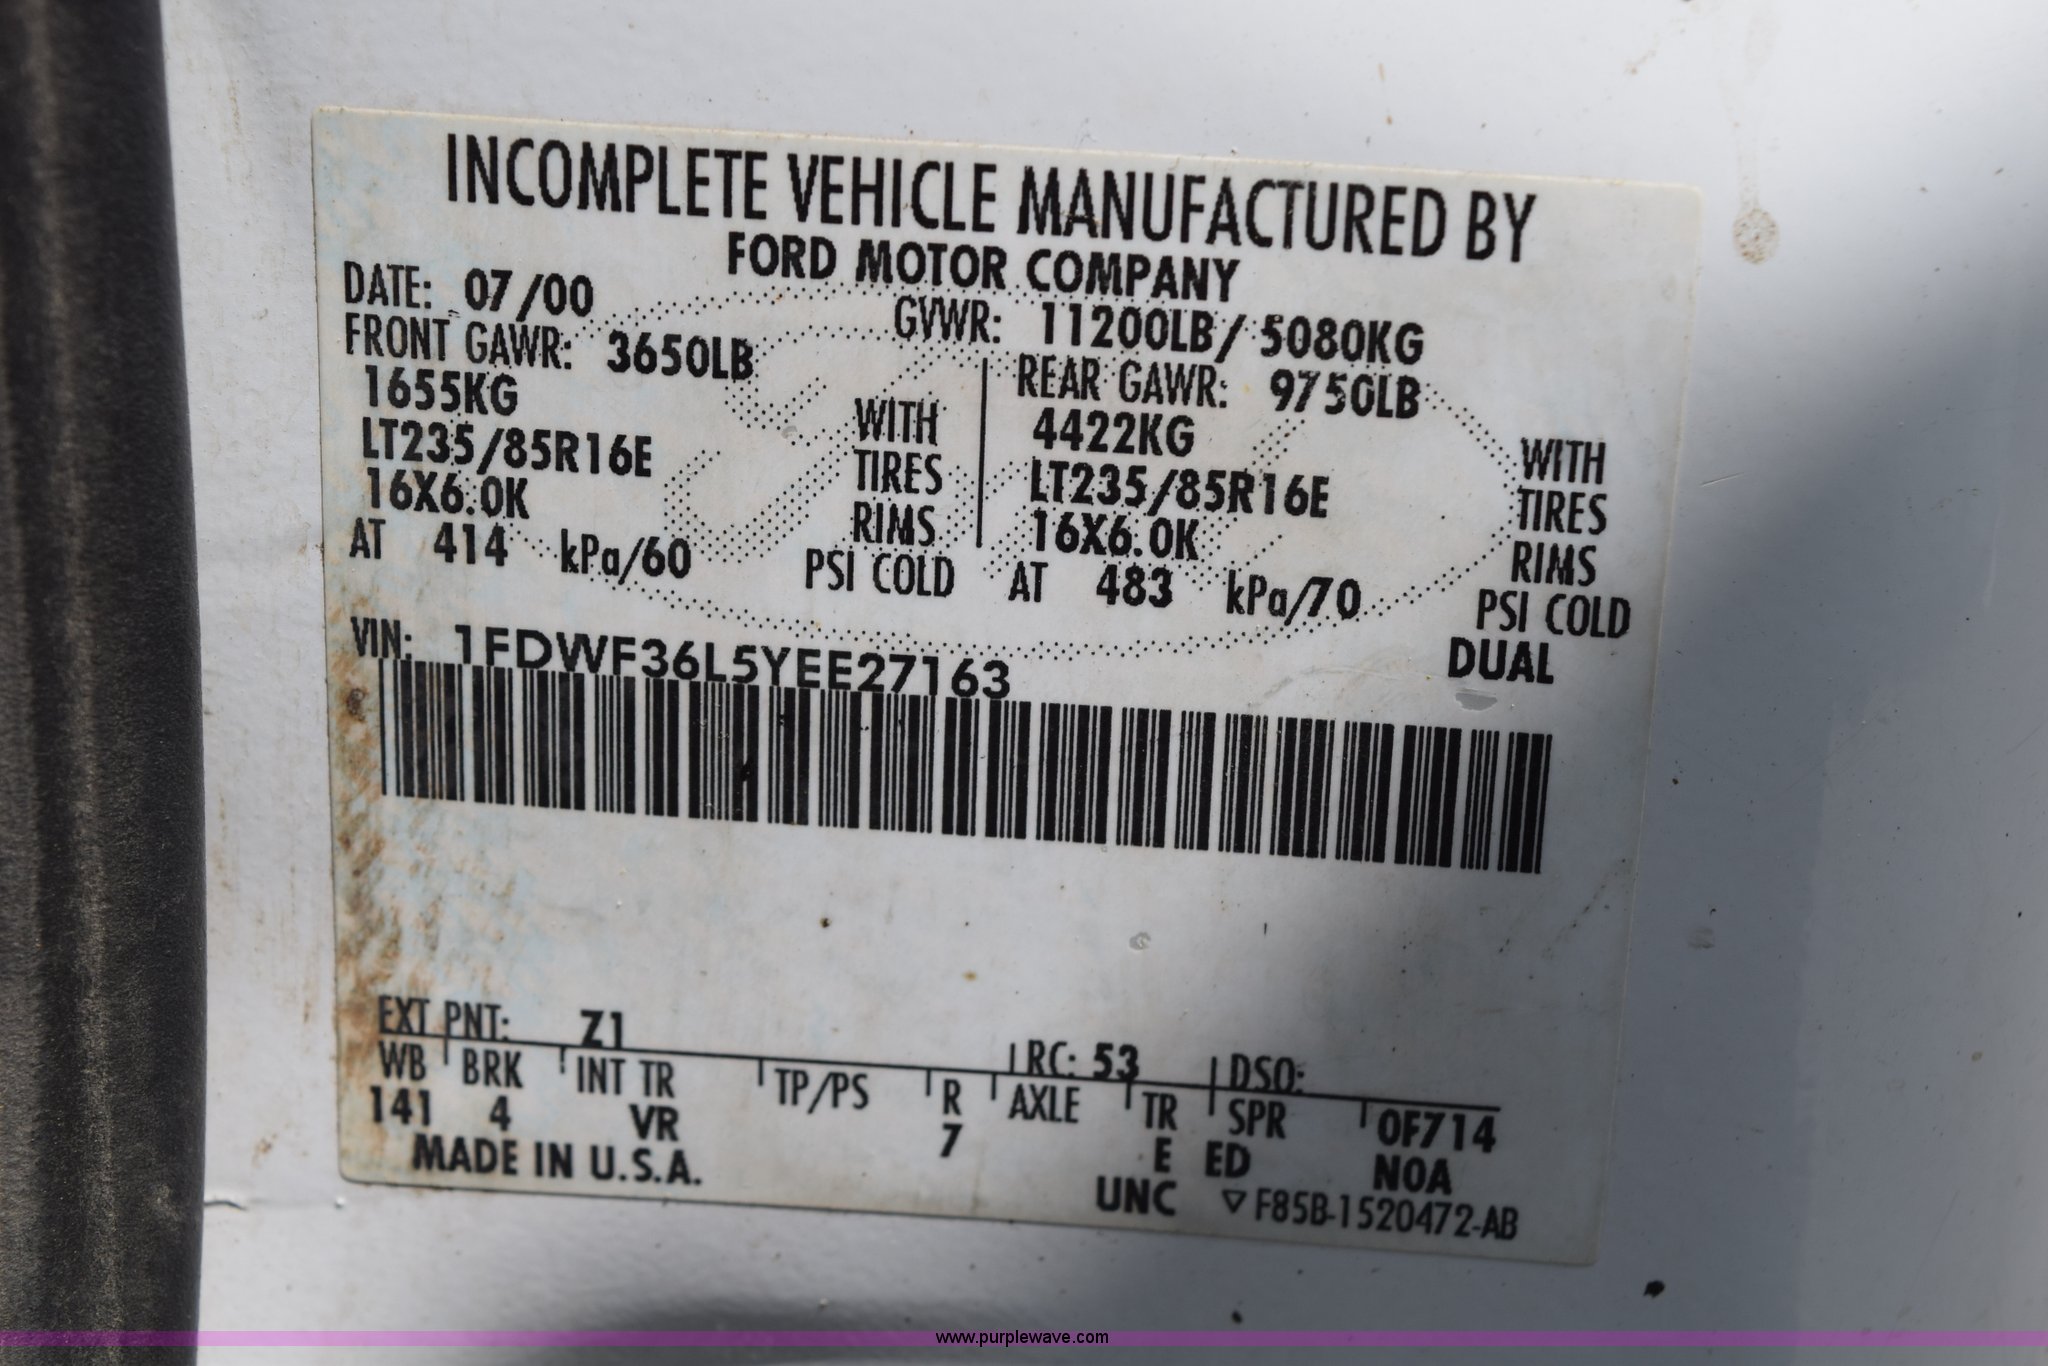 INCOMPLETE VEHICLE MANUFACTURED BY
FORD MOTOR COMPANY
DATE: 07/00 GVWR: 11200LB/ 5080KG
FRONT GAWR: 3650LB REAR GAWR: 9750LB
1655KG WITH 4422KG WITH
LT235/85R16E TIRES LT235/85R16E TIRES
16X6.0K RIMS 16X6.0K RIMS
AT 414 kPa/60 PSI COLD AT 483 kPa/70 PSI COLD
DUAL
VIN: 1FDWF36L5YEE27163
EXT PNT: Z1 RC: 53 DSO:
WB BRK INT TR TP/PS R AXLE TR SPR 0F714
141 4 VR 7 E ED N0A
MADE IN U.S.A. UNC ▽ F85B-1520472-AB
www.purplewave.com